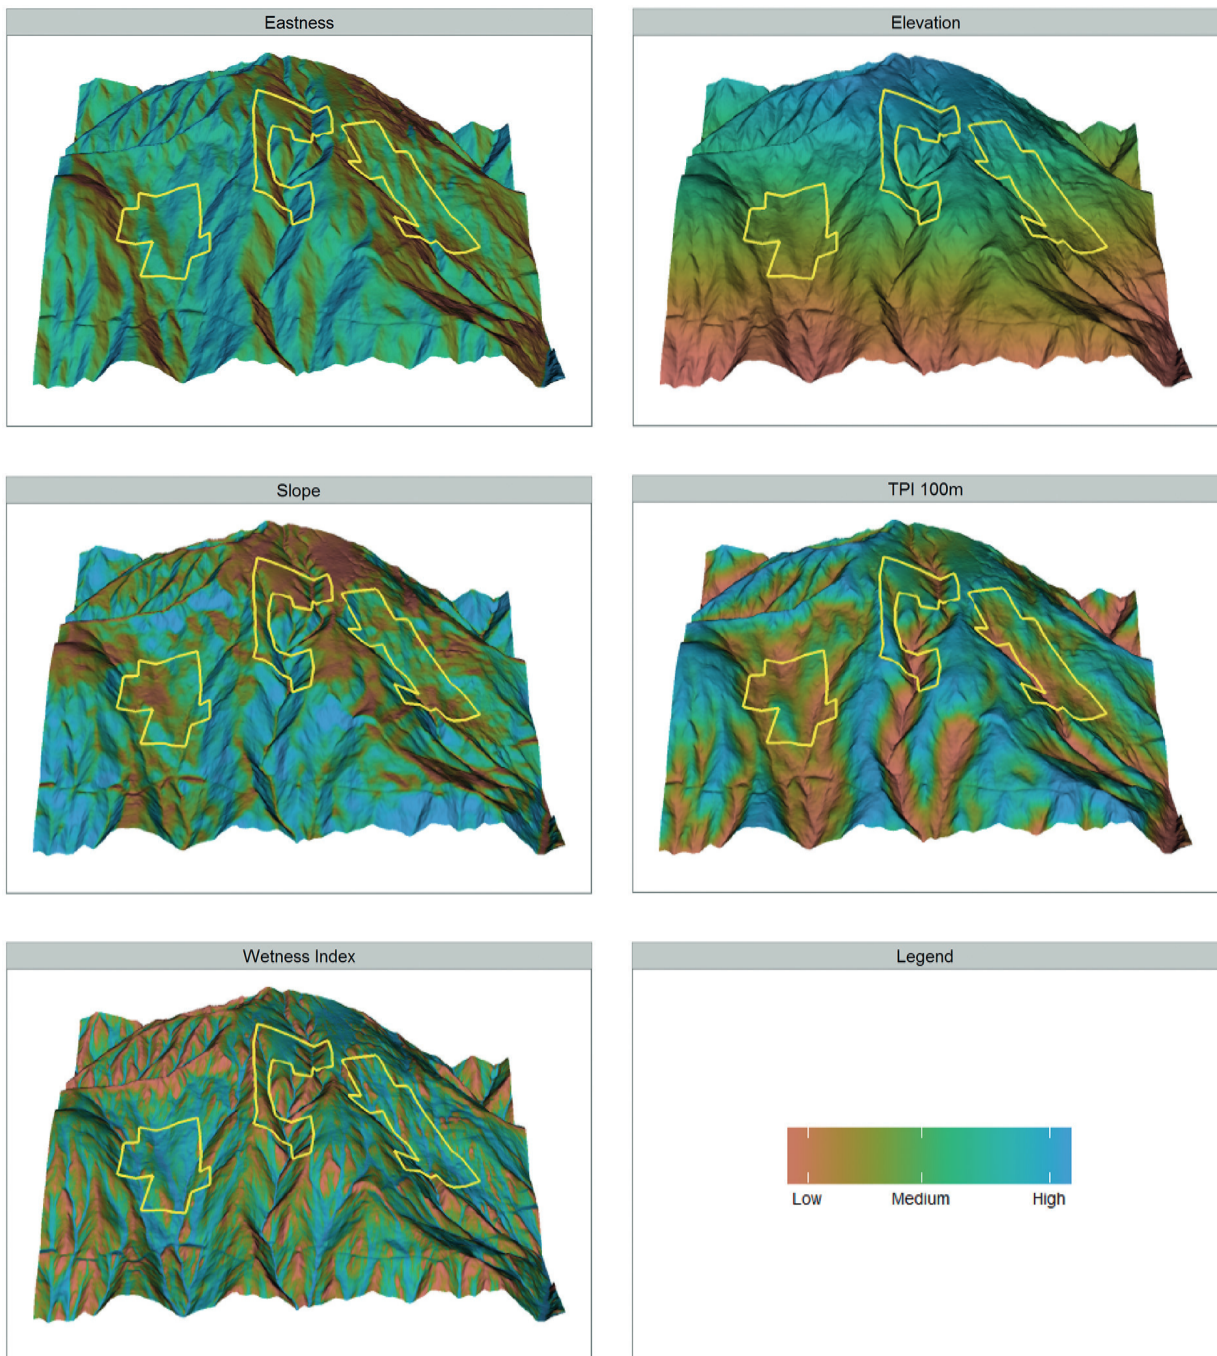 Eastness
Elevation
Slope
TPI 100m
Wetness Index
Legend
Low
Medium
High